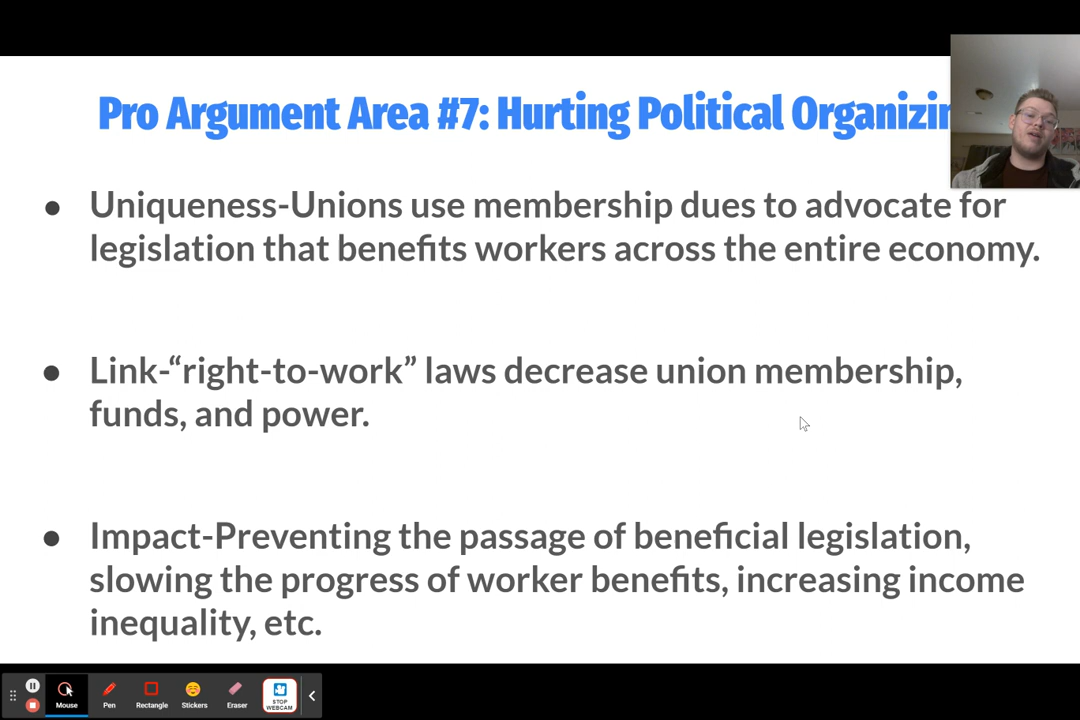 Pro Argument Area #7: Hurting Political
● Uniqueness-Unions use membership dues to advocate for
legislation that benefits workers across the entire economy.
● Link-“right-to-work” laws decrease union membership,
funds, and power.
● Impact-Preventing the passage of beneficial legislation,
slowing the progress of worker benefits, increasing income
inequality, etc.
Mouse
Pen
Rectangle
Stickers
Eraser
STOP
WEBCAM